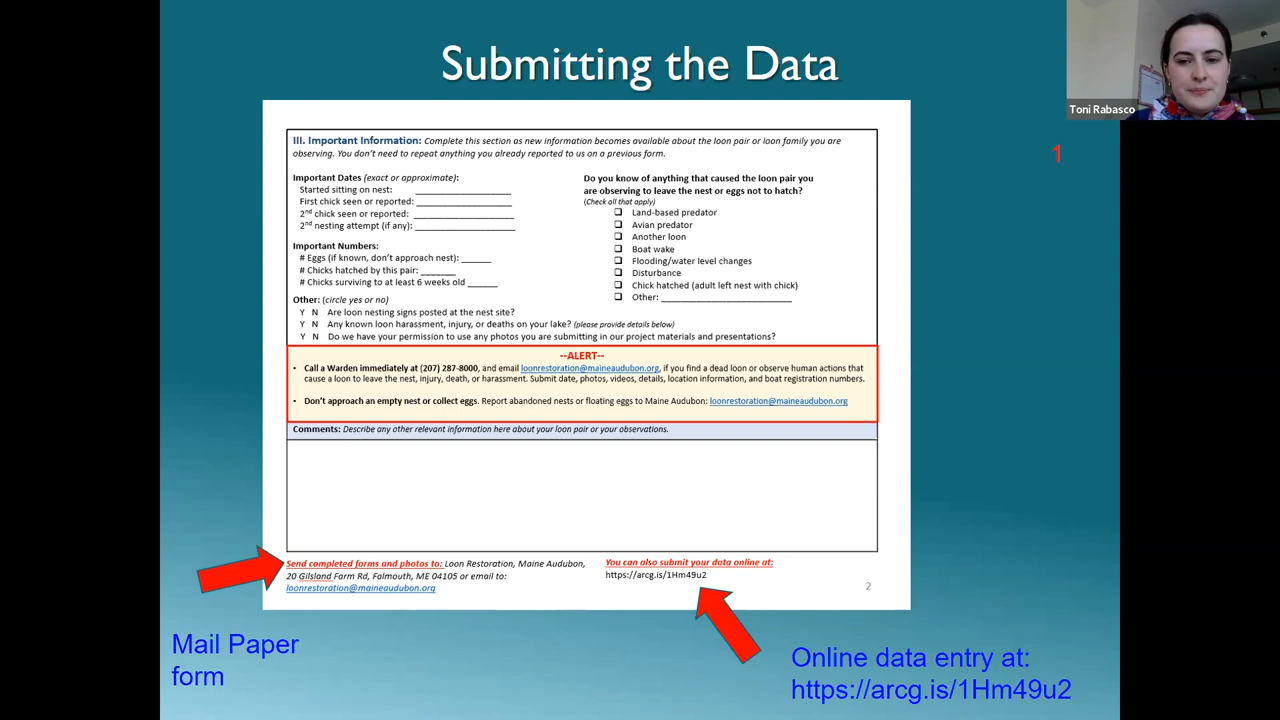 Submitting the Data
Toni Rabasco
1
III. Important Information: Complete this section as new information becomes available about the loon pair or loon family you are
observing. You don't need to repeat anything you already reported to us on a previous form.
Important Dates (exact or approximate):
Started sitting on nest: ____________________
First chick seen or reported: ____________________
2nd chick seen or reported: ____________________
2nd nesting attempt (if any): ____________________
Important Numbers:
# Eggs (if known, don't approach nest): ______
# Chicks hatched by this pair: _______
# Chicks surviving to at least 6 weeks old ______
Other: (circle yes or no)
Y N Are loon nesting signs posted at the nest site?
Y N Any known loon harassment, injury, or deaths on your lake? (please provide details below)
Y N Do we have your permission to use any photos you are submitting in our project materials and presentations?
Do you know of anything that caused the loon pair you
are observing to leave the nest or eggs not to hatch?
(Check all that apply)
❑ Land-based predator
❑ Avian predator
❑ Another loon
❑ Boat wake
❑ Flooding/water level changes
❑ Disturbance
❑ Chick hatched (adult left nest with chick)
❑ Other: ___________________________
--ALERT--
• Call a Warden immediately at (207) 287-8000, and email loonrestoration@maineaudubon.org, if you find a dead loon or observe human actions that
cause a loon to leave the nest, injury, death, or harassment. Submit date, photos, videos, details, location information, and boat registration numbers.
• Don't approach an empty nest or collect eggs. Report abandoned nests or floating eggs to Maine Audubon: loonrestoration@maineaudubon.org
Comments: Describe any other relevant information here about your loon pair or your observations.
Send completed forms and photos to: Loon Restoration, Maine Audubon,
20 Gilsland Farm Rd, Falmouth, ME 04105 or email to:
loonrestoration@maineaudubon.org
You can also submit your data online at:
https://arcg.is/1Hm49u2
2
Mail Paper
form
Online data entry at:
https://arcg.is/1Hm49u2